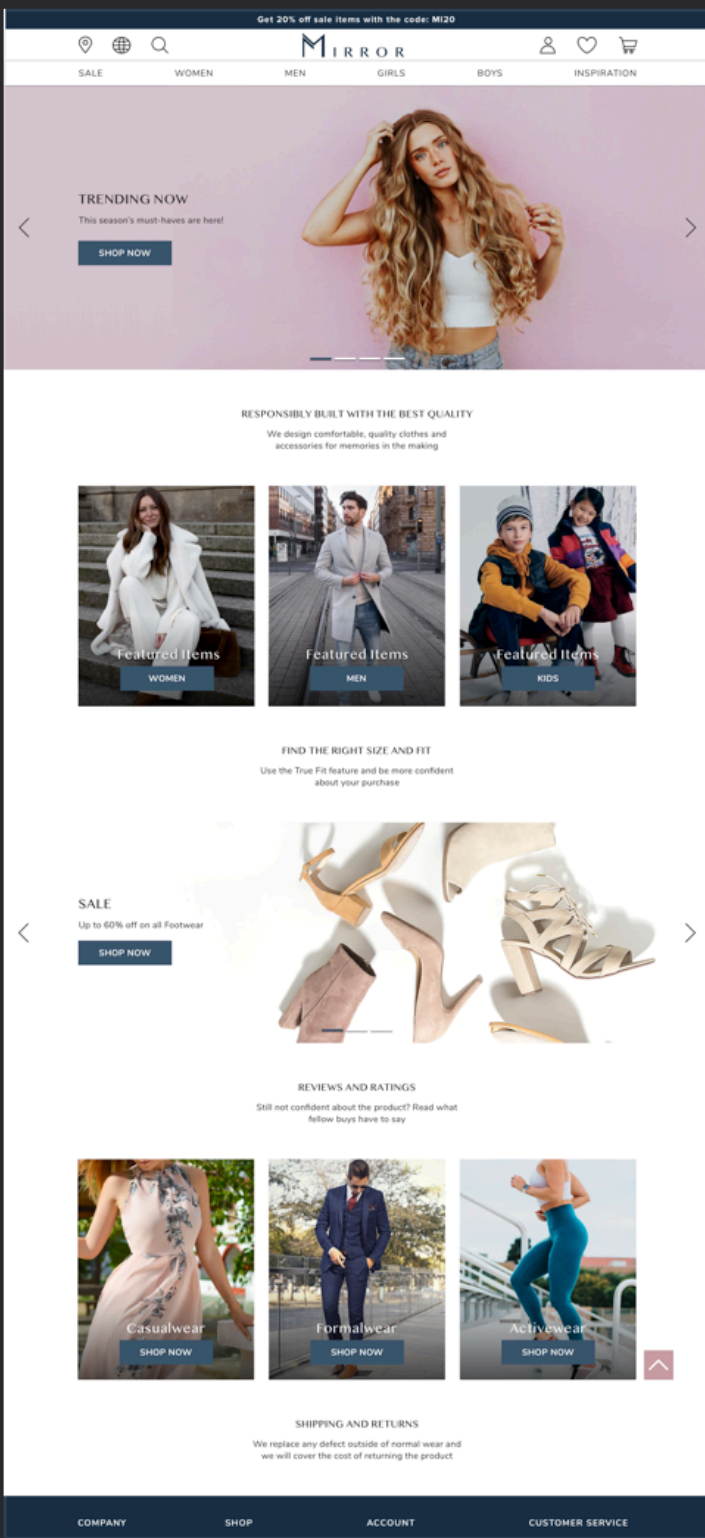 Get 20% off sale items with the code: MI20
MIRROR
SALE WOMEN MEN GIRLS BOYS INSPIRATION
TRENDING NOW
This season's must-haves are here!
SHOP NOW
RESPONSIBLY BUILT WITH THE BEST QUALITY
We design comfortable, quality clothes and
accessories for memories in the making
Featured Items Featured Items Featured Items
WOMEN MEN KIDS
FIND THE RIGHT SIZE AND FIT
Use the True Fit feature and be more confident
about your purchase
SALE
Up to 60% off on all Footwear
SHOP NOW
REVIEWS AND RATINGS
Still not confident about the product? Read what
fellow buys have to say
Casualwear Formalwear Activewear
SHOP NOW SHOP NOW SHOP NOW
SHIPPING AND RETURNS
We replace any defect outside of normal wear and
we will cover the cost of returning the product
COMPANY SHOP ACCOUNT CUSTOMER SERVICE